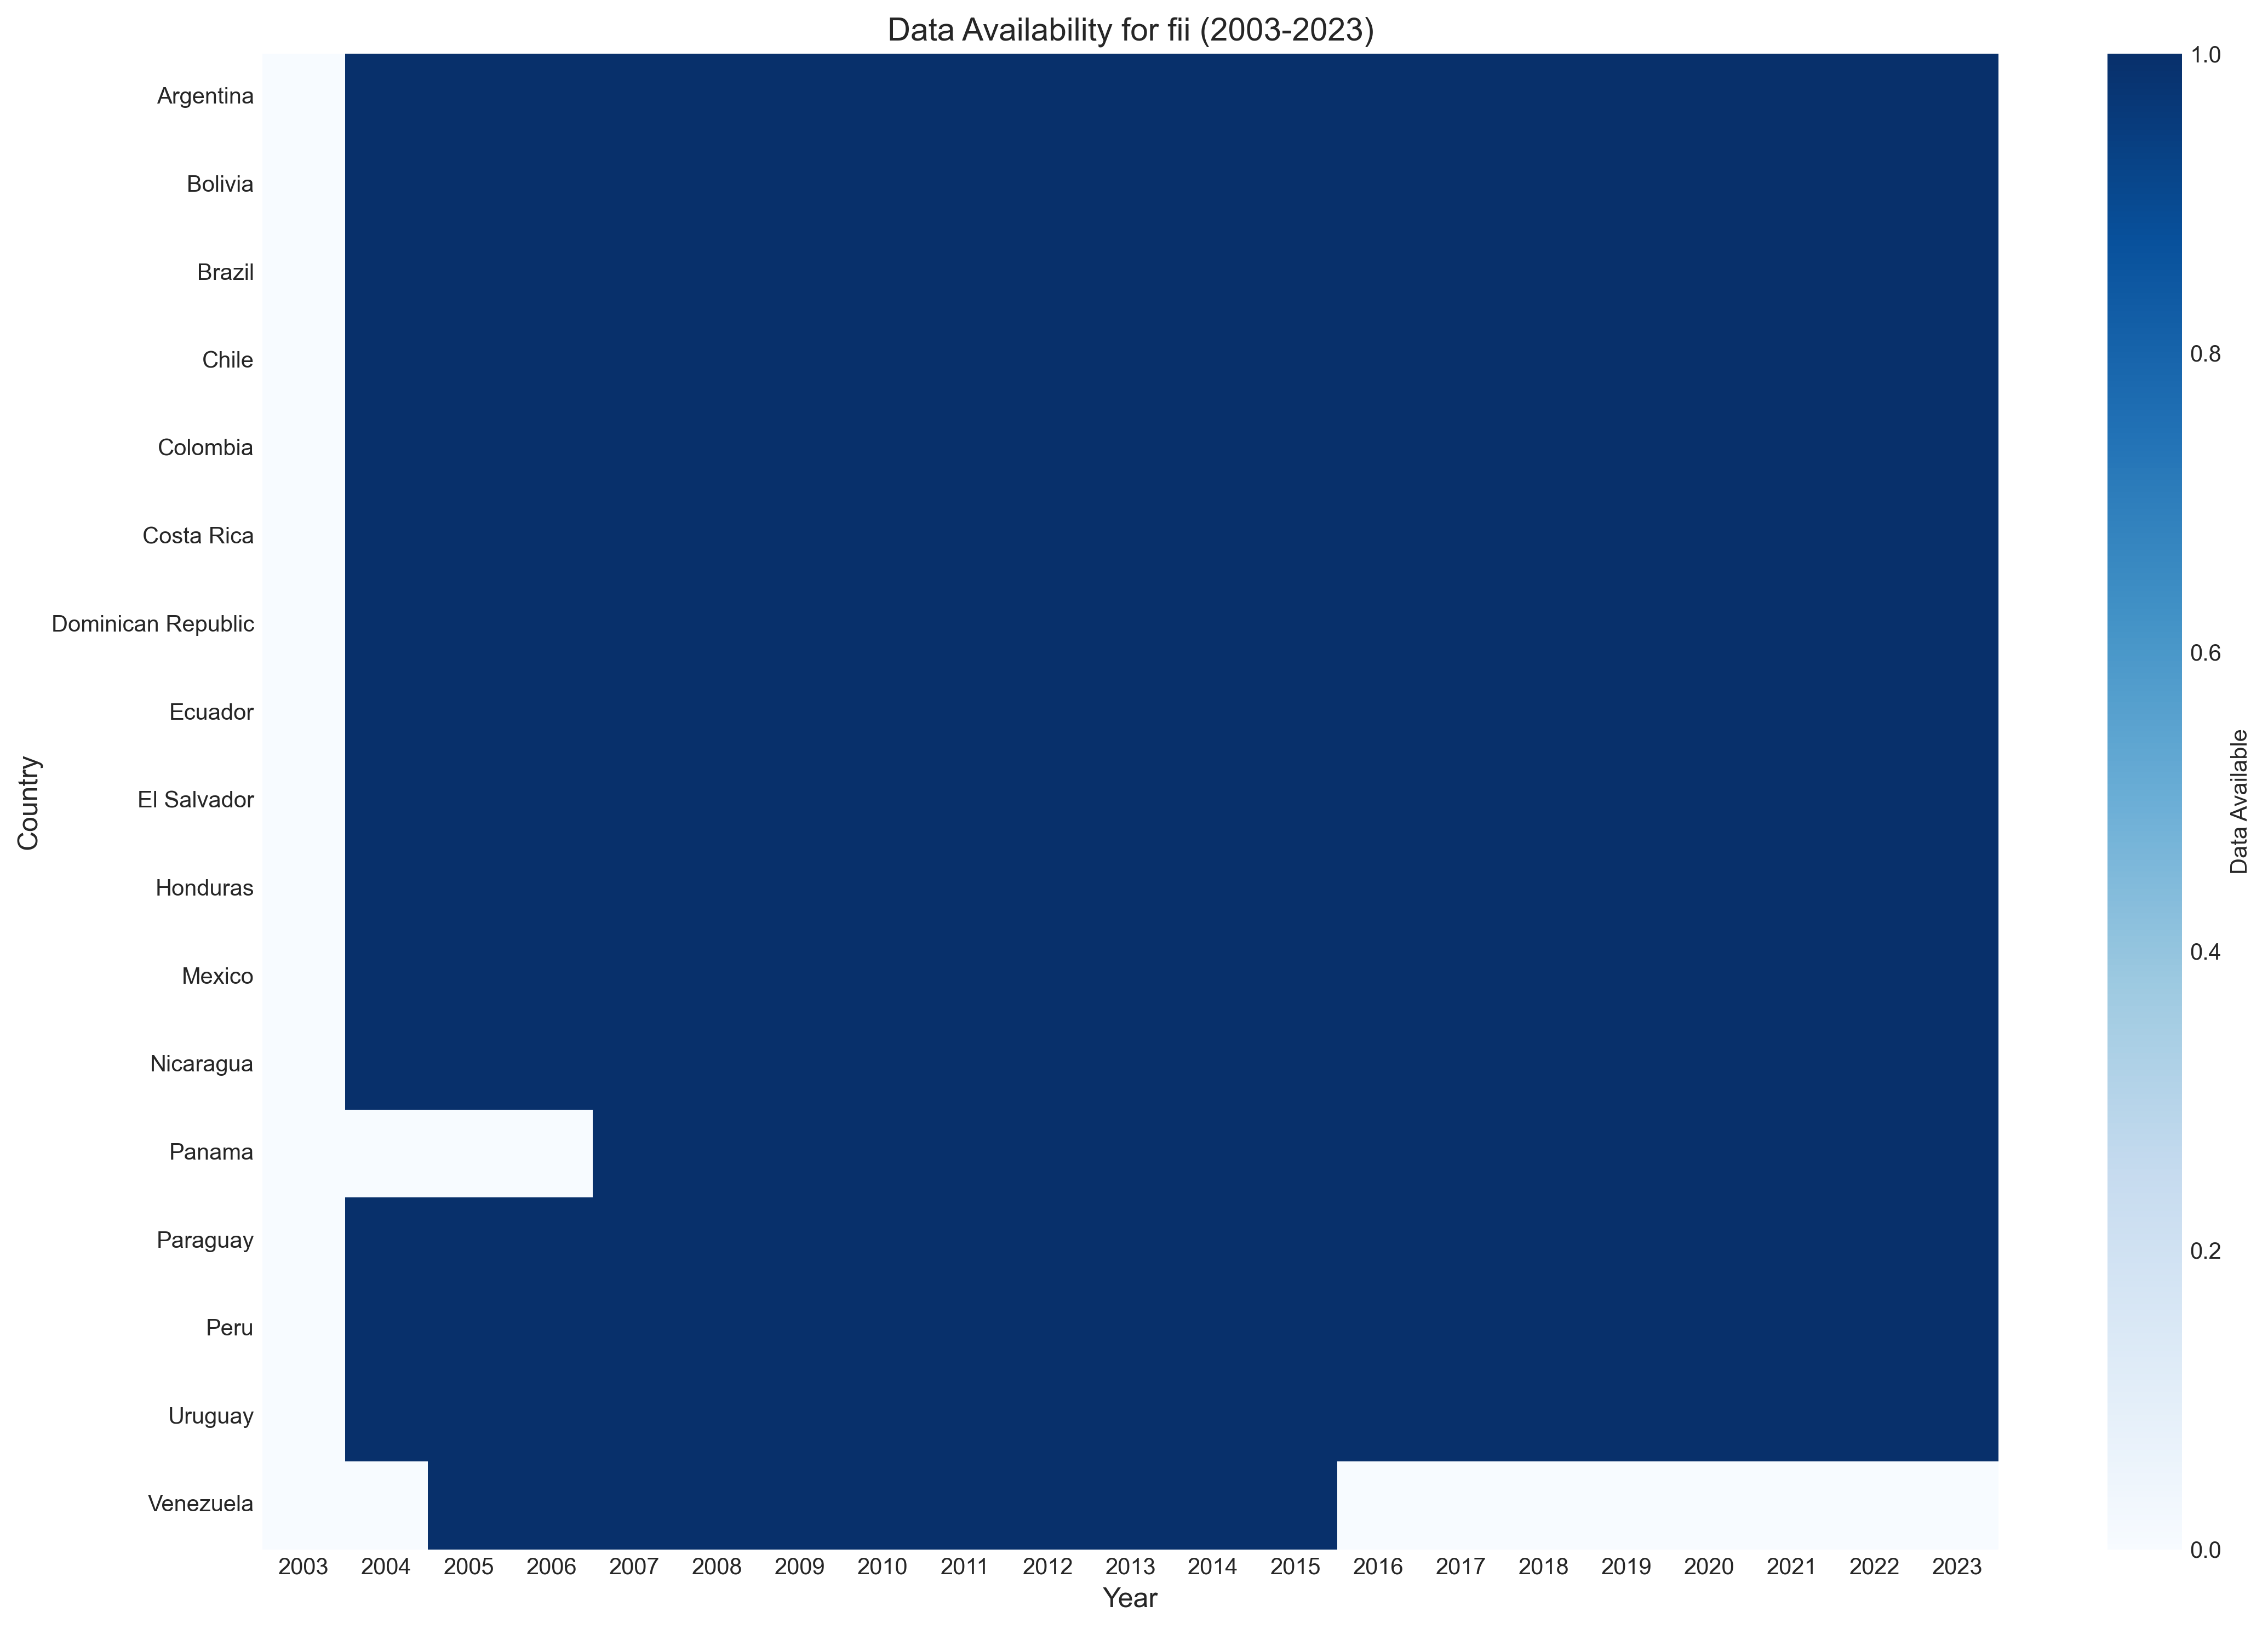 Data Availability for fii (2003-2023)
Argentina
Bolivia
Brazil
Chile
Colombia
Costa Rica
Dominican Republic
Ecuador
El Salvador
Honduras
Mexico
Nicaragua
Panama
Paraguay
Peru
Uruguay
Venezuela
Country
2003 2004 2005 2006 2007 2008 2009 2010 2011 2012 2013 2014 2015 2016 2017 2018 2019 2020 2021 2022 2023
Year
1.0
0.8
0.6
0.4
0.2
0.0
Data Available